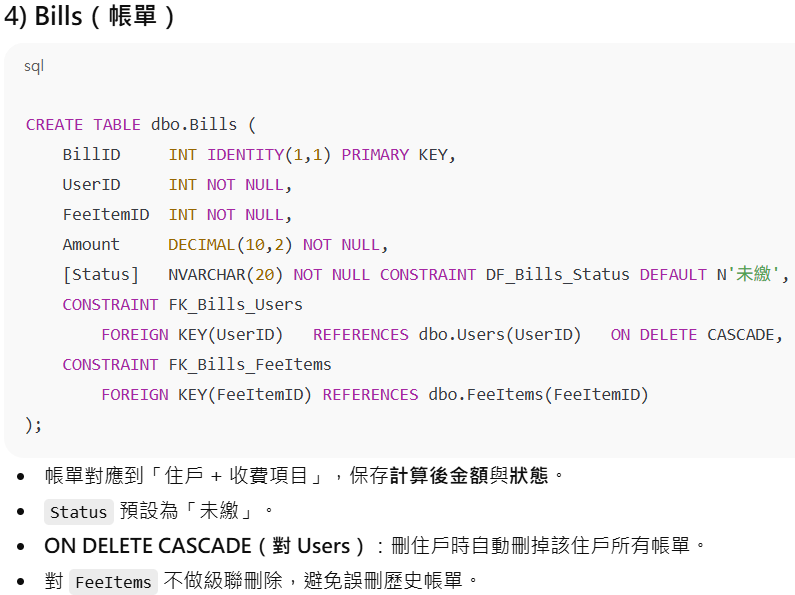 4) Bills（帳單）
sql
CREATE TABLE dbo.Bills (
    BillID     INT IDENTITY(1,1) PRIMARY KEY,
    UserID     INT NOT NULL,
    FeeItemID  INT NOT NULL,
    Amount     DECIMAL(10,2) NOT NULL,
    [Status]   NVARCHAR(20) NOT NULL CONSTRAINT DF_Bills_Status DEFAULT N'未繳',
    CONSTRAINT FK_Bills_Users
        FOREIGN KEY(UserID)   REFERENCES dbo.Users(UserID)   ON DELETE CASCADE,
    CONSTRAINT FK_Bills_FeeItems
        FOREIGN KEY(FeeItemID) REFERENCES dbo.FeeItems(FeeItemID)
);
• 帳單對應到「住戶 + 收費項目」，保存計算後金額與狀態。
• Status 預設為「未繳」。
• ON DELETE CASCADE（對 Users）：刪住戶時自動刪掉該住戶所有帳單。
• 對 FeeItems 不做級聯刪除，避免誤刪歷史帳單。